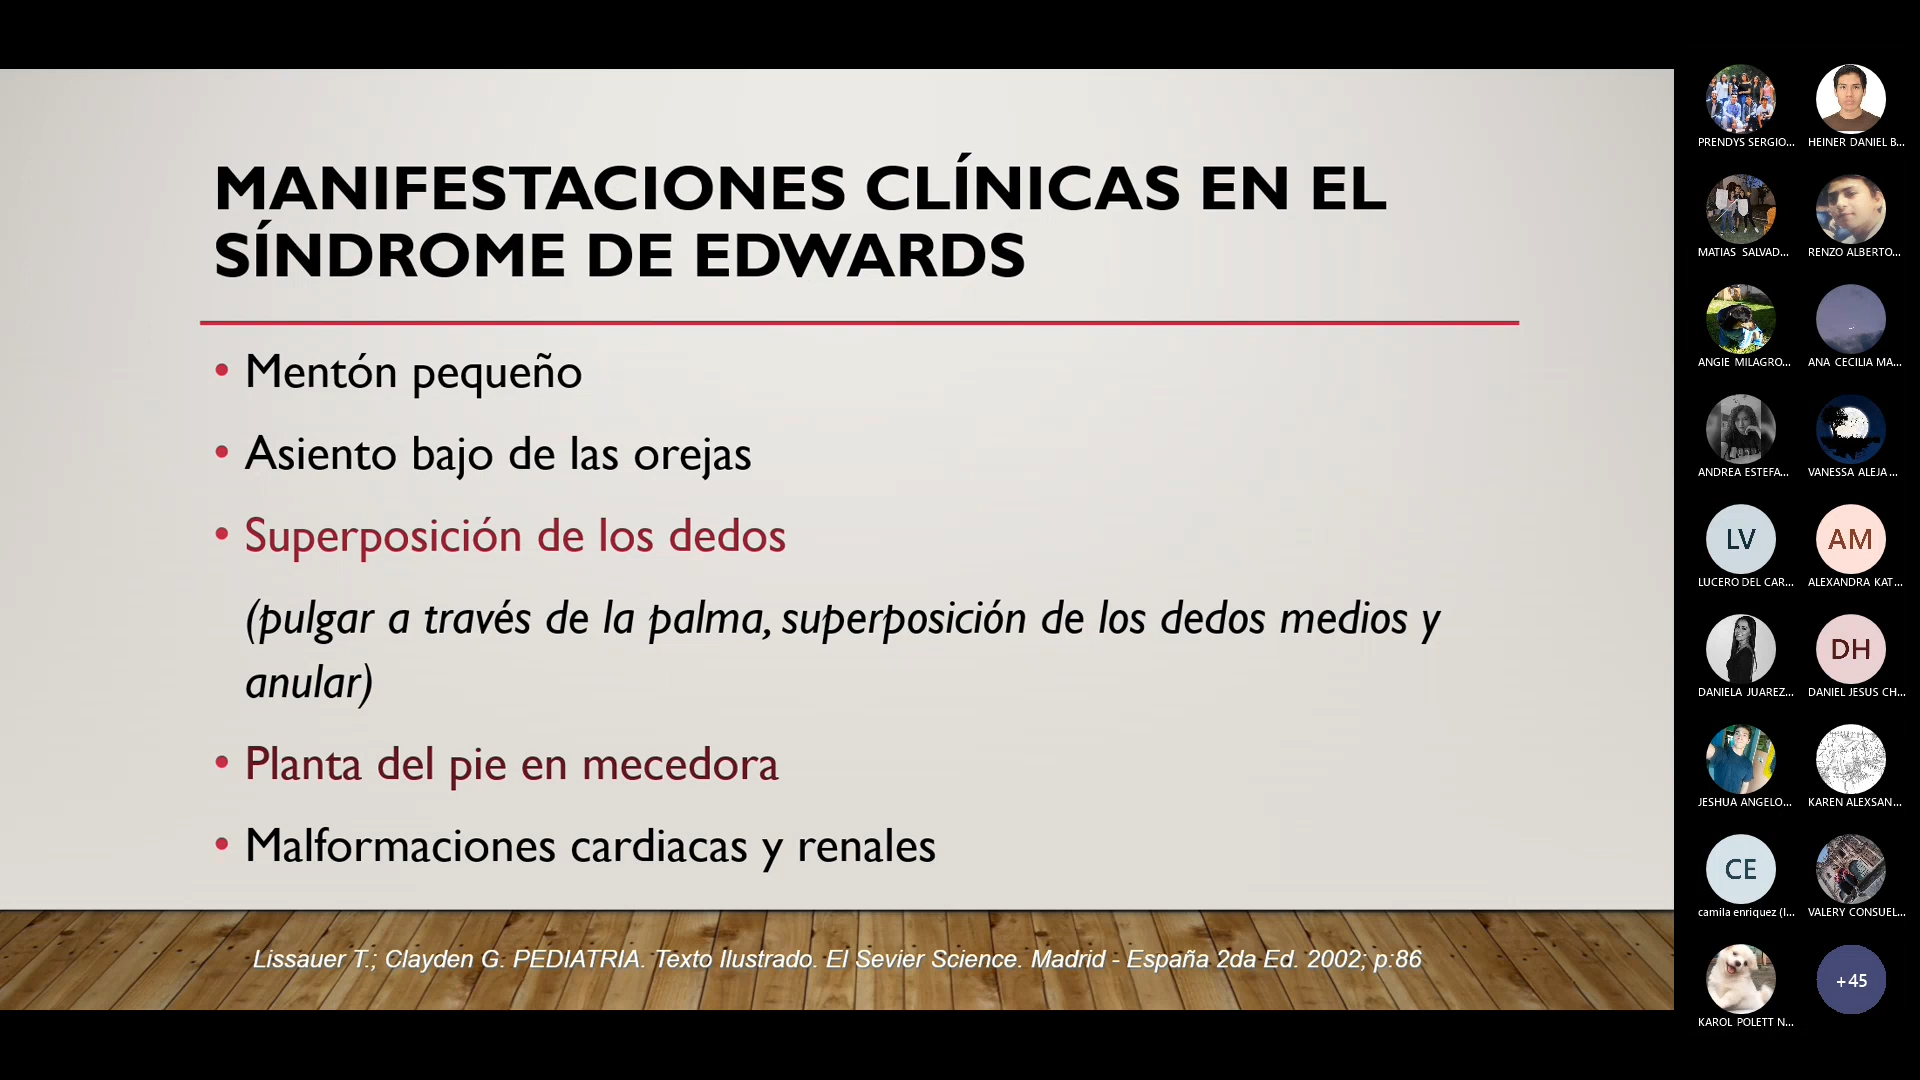 MANIFESTACIONES CLÍNICAS EN EL
SÍNDROME DE EDWARDS
• Mentón pequeño
• Asiento bajo de las orejas
• Superposición de los dedos
(pulgar a través de la palma, superposición de los dedos medios y
anular)
• Planta del pie en mecedora
• Malformaciones cardiacas y renales
Lissauer T.; Clayden G. PEDIATRIA. Texto Ilustrado. El Sevier Science. Madrid - España 2da Ed. 2002; p:86
PRENDYS SERGIO...
HEINER DANIEL B...
MATIAS SALVAD...
RENZO ALBERTO...
ANGIE MILAGRO...
ANA CECILIA MA...
ANDREA ESTEFA...
VANESSA ALEJA...
LV
AM
LUCERO DEL CAR...
ALEXANDRA KAT...
DH
DANIELA JUAREZ...
DANIEL JESUS CH...
JESHUA ANGELO...
KAREN ALEXSAN...
CE
camila enriquez (I...
VALERY CONSUEL...
+45
KAROL POLETT N...